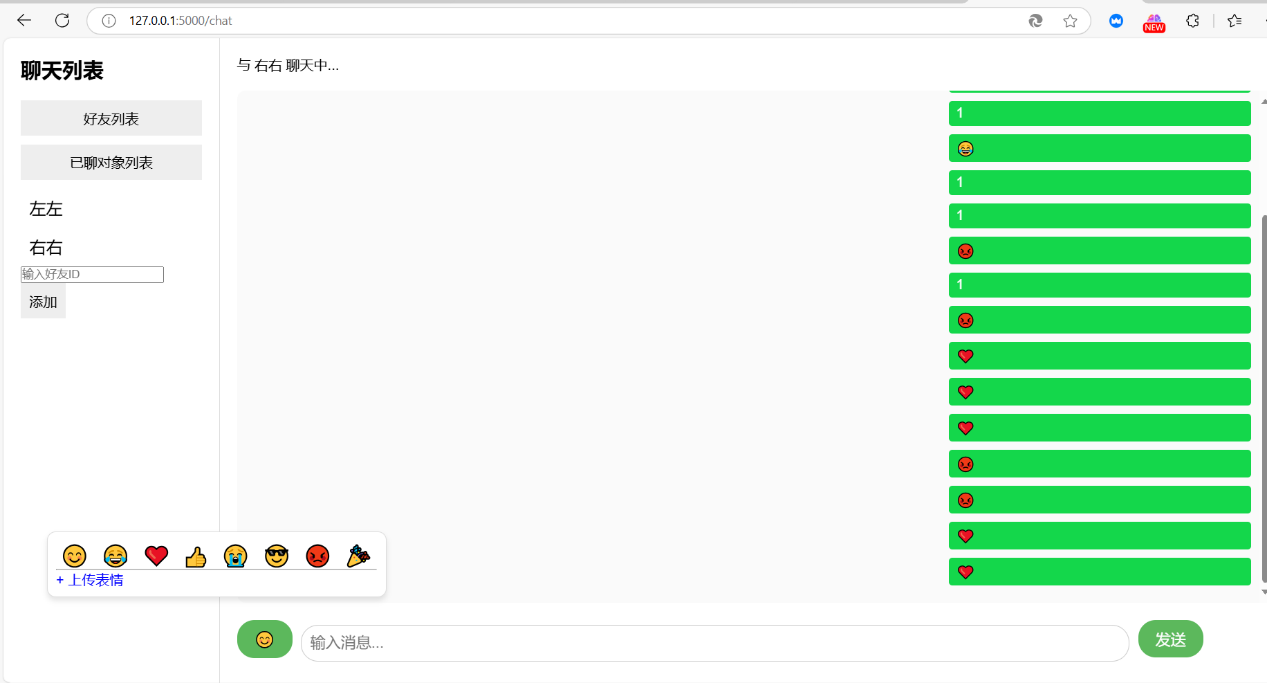 127.0.0.1:5000/chat
NEW
聊天列表
好友列表
已聊对象列表
左左
右右
输入好友ID
添加
与 右右 聊天中...
1
😂
1
1
😡
1
😡
❤️
❤️
❤️
😡
😡
❤️
❤️
😊 😂 ❤️ 👍 😭 😎 😡 🎉
+ 上传表情
😊 输入消息... 发送